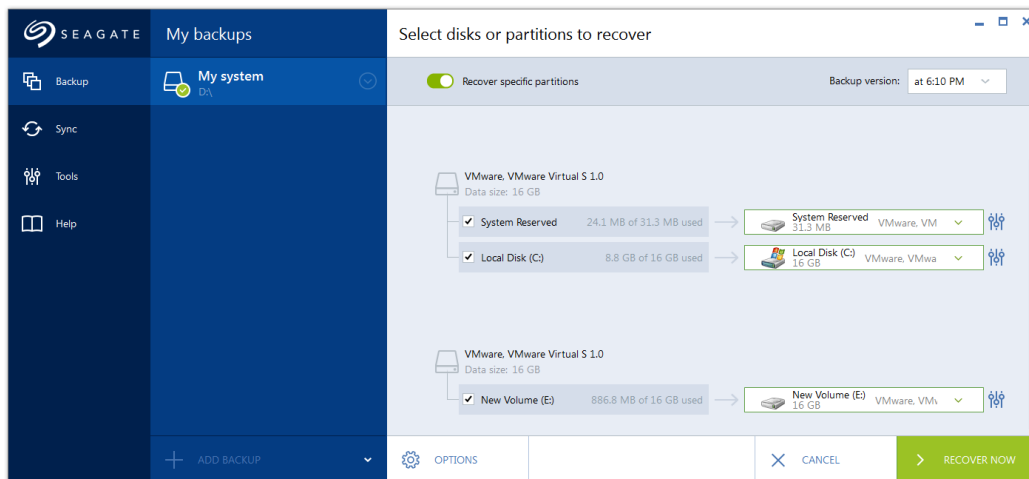 SEAGATE
My backups
Select disks or partitions to recover
Backup
My system
D:\
Recover specific partitions
Backup version:
at 6:10 PM
Sync
Tools
Help
VMware, VMware Virtual S 1.0
Data size: 16 GB
System Reserved
24.1 MB of 31.3 MB used
System Reserved
31.3 MB
VMware, VM
Local Disk (C:)
8.8 GB of 16 GB used
Local Disk (C:)
16 GB
VMware, VMwa
VMware, VMware Virtual S 1.0
Data size: 16 GB
New Volume (E:)
886.8 MB of 16 GB used
New Volume (E:)
16 GB
VMware, VM
ADD BACKUP
OPTIONS
CANCEL
RECOVER NOW